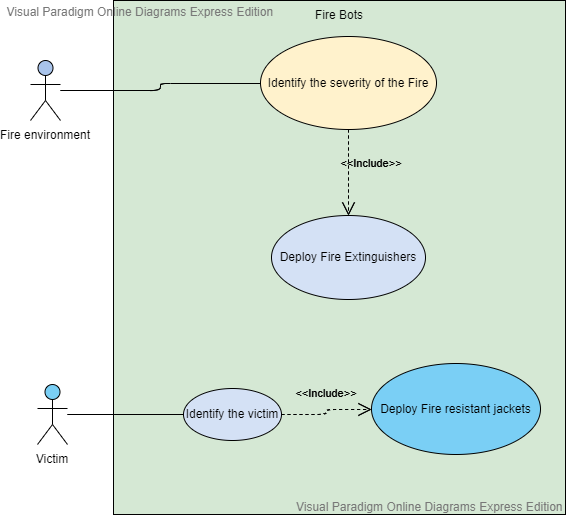 Visual Paradigm Online Diagrams Express Edition
Fire Bots
Identify the severity of the Fire
Fire environment
<<Include>>
Deploy Fire Extinguishers
<<Include>>
Identify the victim
Deploy Fire resistant jackets
Victim
Visual Paradigm Online Diagrams Express Edition